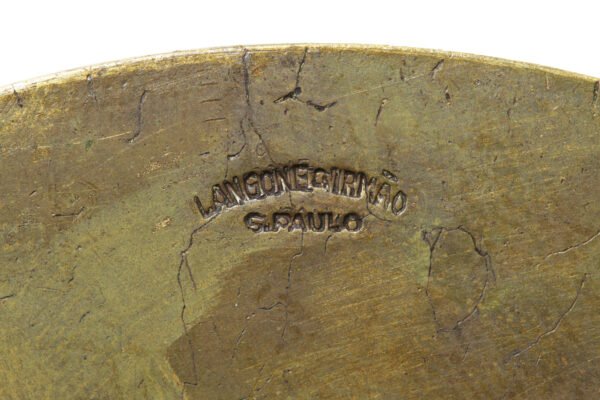 LANGONE & IRMÃO
S. PAULO